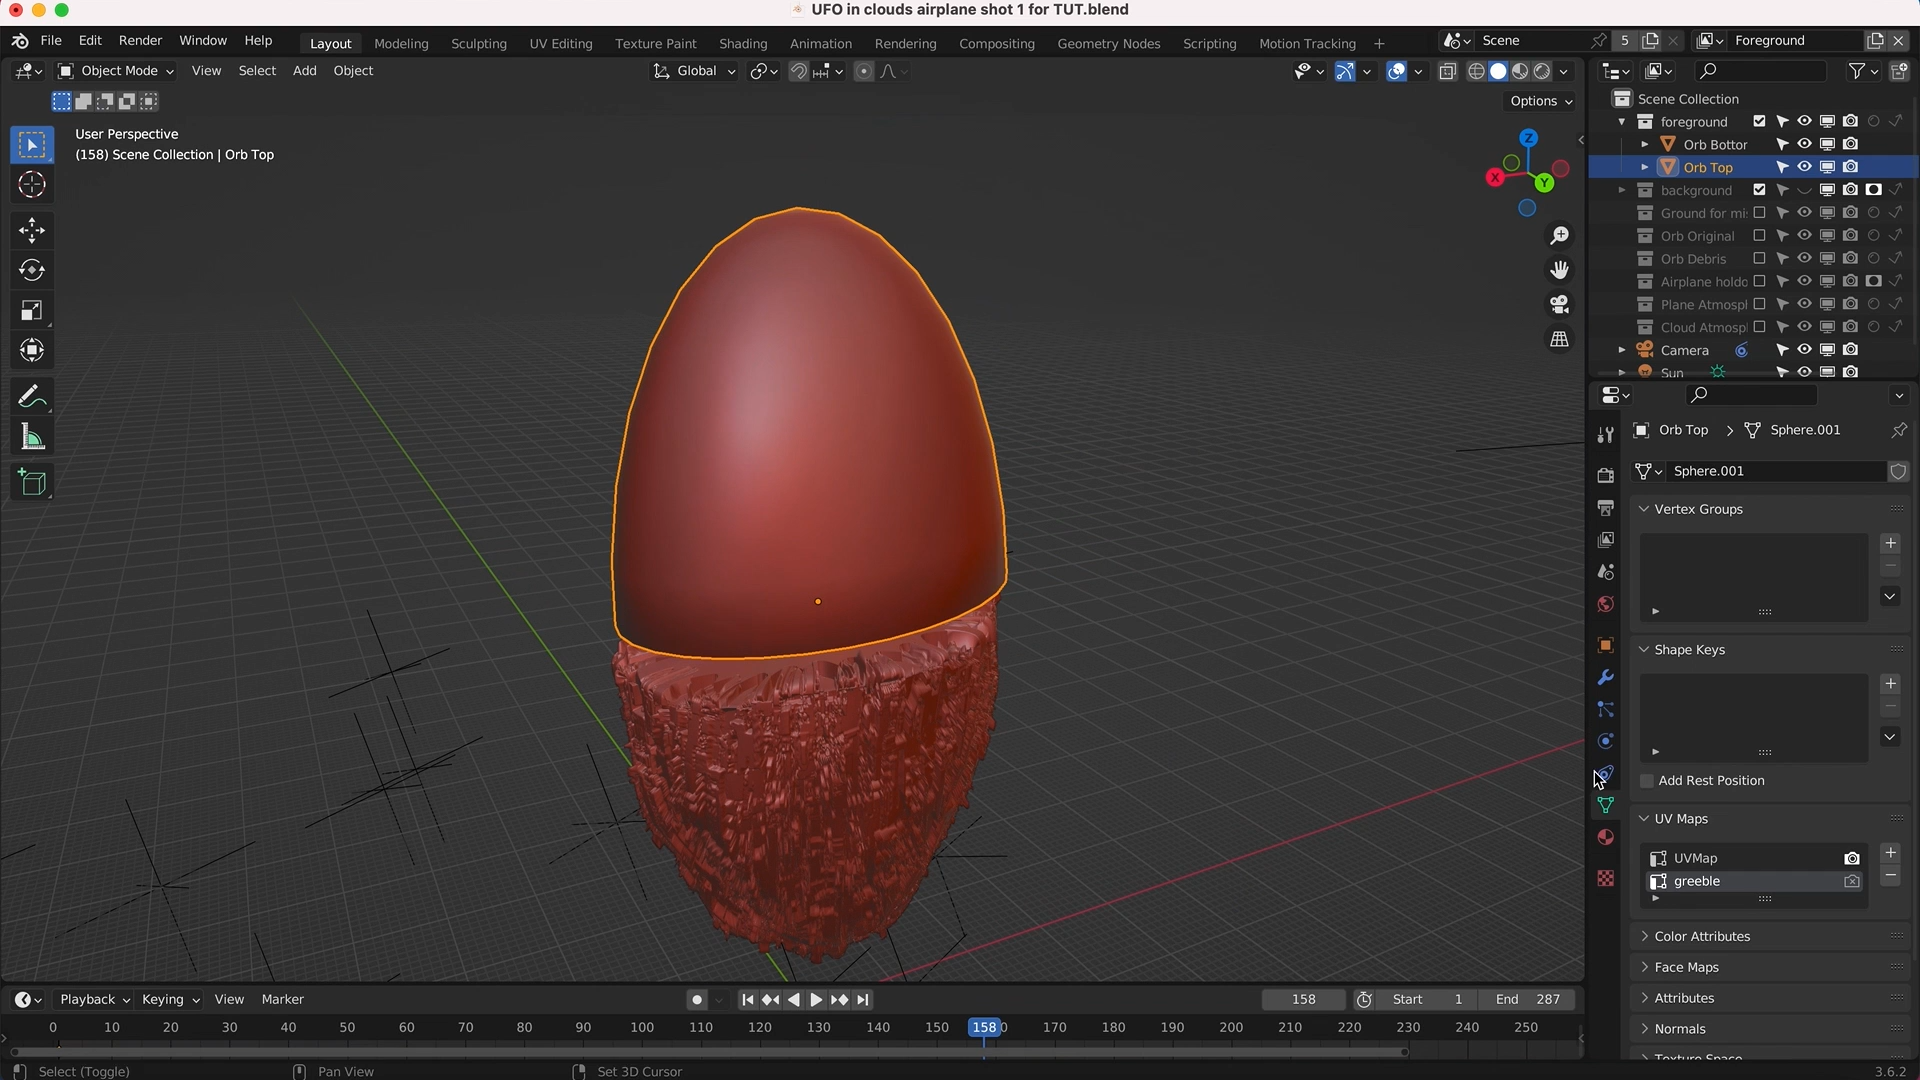 UFO in clouds airplane shot 1 for TUT.blend
File Edit Render Window Help Layout Modeling Sculpting UV Editing Texture Paint Shading Animation Rendering Compositing Geometry Nodes Scripting Motion Tracking + Scene 5 Foreground
Object Mode View Select Add Object Global
Options
User Perspective
(158) Scene Collection | Orb Top
Z
X
Y
Scene Collection
foreground
Orb Bottor
Orb Top
background
Ground for mi
Orb Original
Orb Debris
Airplane holdo
Plane Atmospl
Cloud Atmospl
Camera
Sun
Orb Top > Sphere.001
Sphere.001
Vertex Groups
Shape Keys
Add Rest Position
UV Maps
UVMap
greeble
Color Attributes
Face Maps
Attributes
Normals
Texture Space
Playback Keying View Marker 158 Start 1 End 287
0 10 20 30 40 50 60 70 80 90 100 110 120 130 140 150 158 170 180 190 200 210 220 230 240 250
Select (Toggle) Pan View Set 3D Cursor 3.6.2